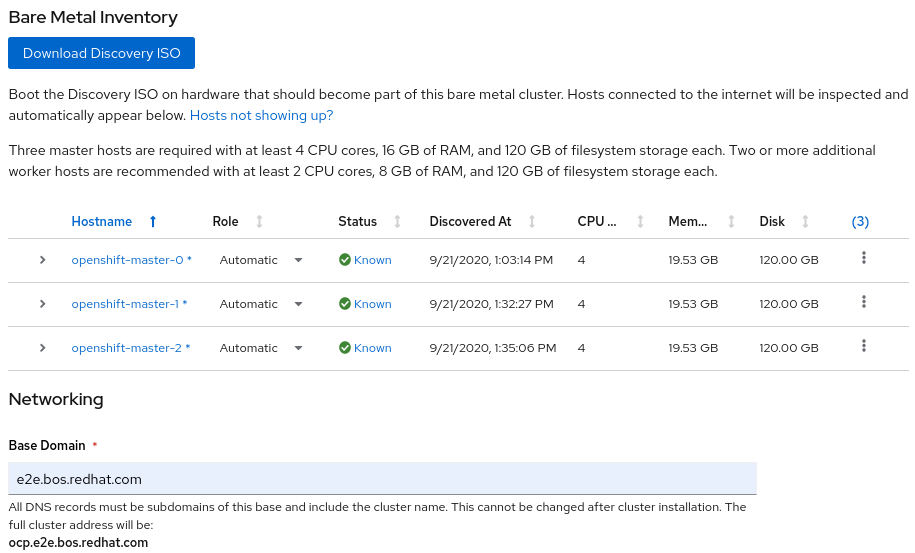 Bare Metal Inventory
Download Discovery ISO
Boot the Discovery ISO on hardware that should become part of this bare metal cluster. Hosts connected to the internet will be inspected and
automatically appear below. Hosts not showing up?
Three master hosts are required with at least 4 CPU cores, 16 GB of RAM, and 120 GB of filesystem storage each. Two or more additional
worker hosts are recommended with at least 2 CPU cores, 8 GB of RAM, and 120 GB of filesystem storage each.
Hostname Role Status Discovered At CPU ... Mem... Disk (3)
openshift-master-0 * Automatic Known 9/21/2020, 1:03:14 PM 4 19.53 GB 120.00 GB
openshift-master-1 * Automatic Known 9/21/2020, 1:32:27 PM 4 19.53 GB 120.00 GB
openshift-master-2 * Automatic Known 9/21/2020, 1:35:06 PM 4 19.53 GB 120.00 GB
Networking
Base Domain *
e2e.bos.redhat.com
All DNS records must be subdomains of this base and include the cluster name. This cannot be changed after cluster installation. The
full cluster address will be:
ocp.e2e.bos.redhat.com